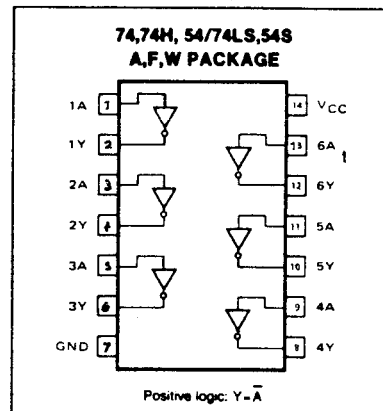 74,74H, 54/74LS,54S
A,F,W PACKAGE
1A 1 14 VCC
1Y 2 13 6A
2A 3 12 6Y
2Y 4 11 5A
3A 5 10 5Y
3Y 6 9 4A
GND 7 8 4Y
Positive logic: Y=A̅